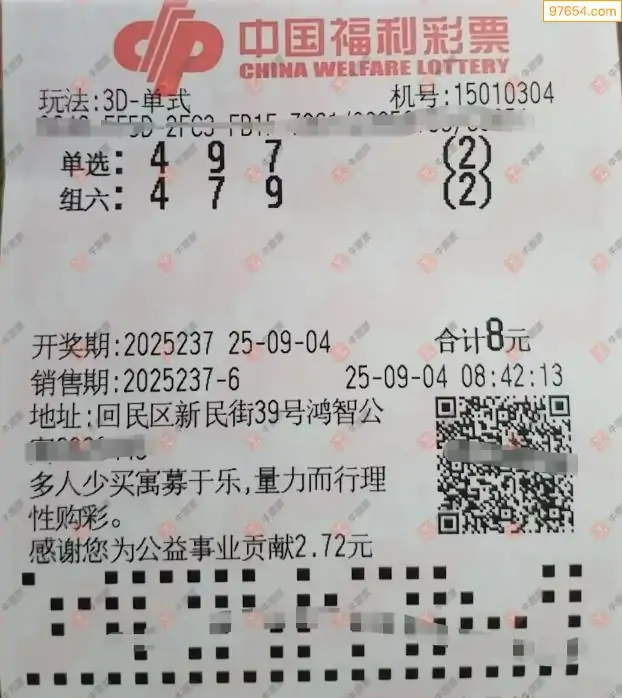 97654.com
中国福利彩票
CHINA WELFARE LOTTERY
玩法:3D-单式 机号:15010304
单选: 4 9 7 (2)
组六: 4 7 9 (2)
开奖期:2025237 25-09-04 合计8元
销售期:2025237-6 25-09-04 08:42:13
地址:回民区新民街39号鸿智公
多人少买寓募于乐,量力而行理
性购彩。
感谢您为公益事业贡献2.72元